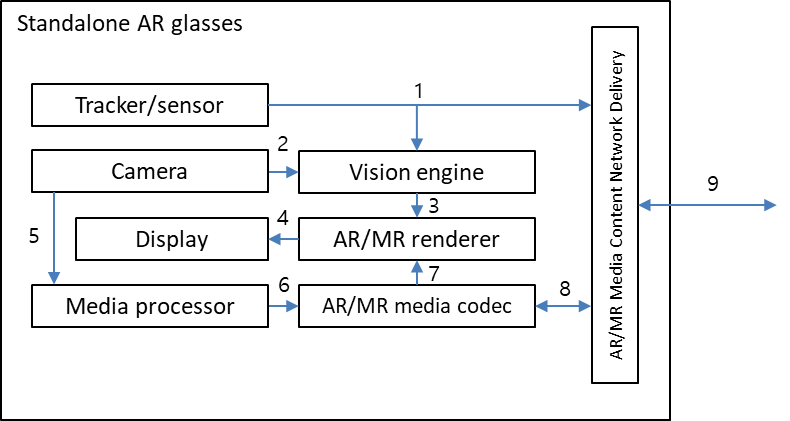 Standalone AR glasses
1
Tracker/sensor
2
Camera
Vision engine
3
4
5
Display
AR/MR renderer
7
6
Media processor
AR/MR media codec
8
AR/MR Media Content Network Delivery
9